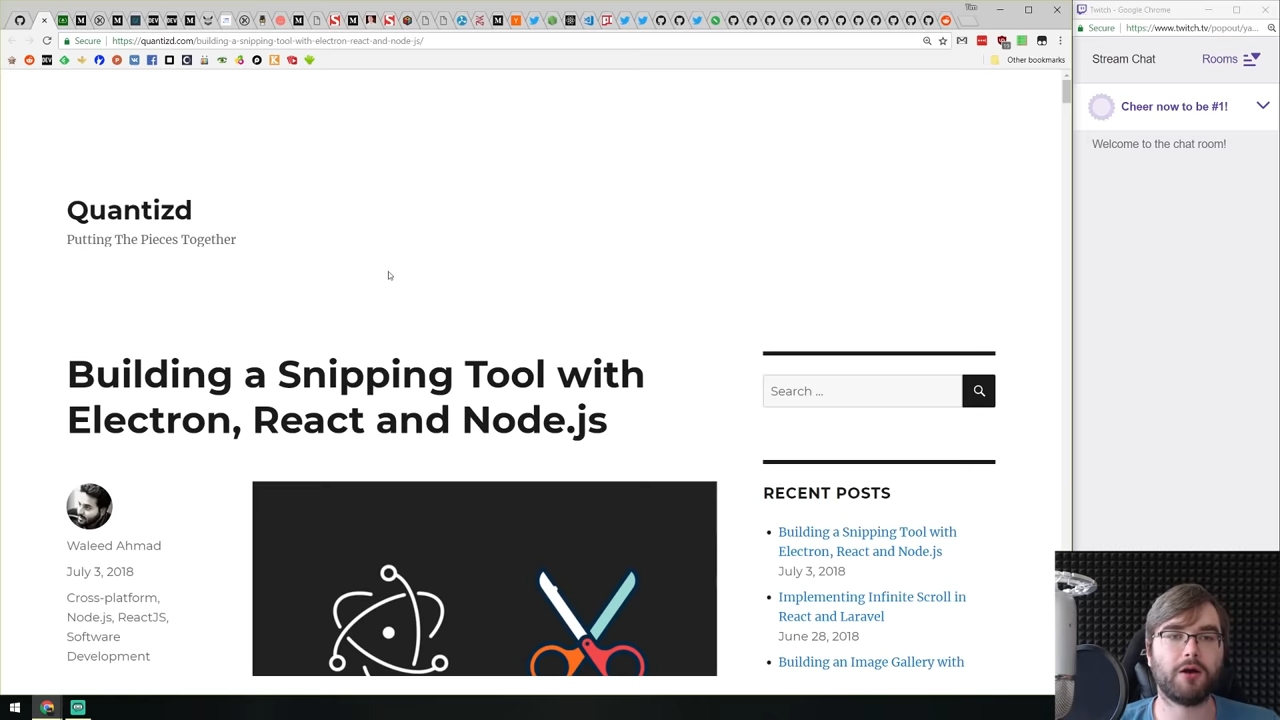 Tim
Secure
https://quantizd.com/building-a-snipping-tool-with-electron-react-and-node-js/
Other bookmarks
Quantizd
Putting The Pieces Together
Building a Snipping Tool with
Electron, React and Node.js
Waleed Ahmad
July 3, 2018
Cross-platform,
Node.js, ReactJS,
Software
Development
Search ...
RECENT POSTS
Building a Snipping Tool with
Electron, React and Node.js
July 3, 2018
Implementing Infinite Scroll in
React and Laravel
June 28, 2018
Building an Image Gallery with
Twitch - Google Chrome
Secure
https://www.twitch.tv/popout/ya...
Stream Chat
Rooms
Cheer now to be #1!
Welcome to the chat room!